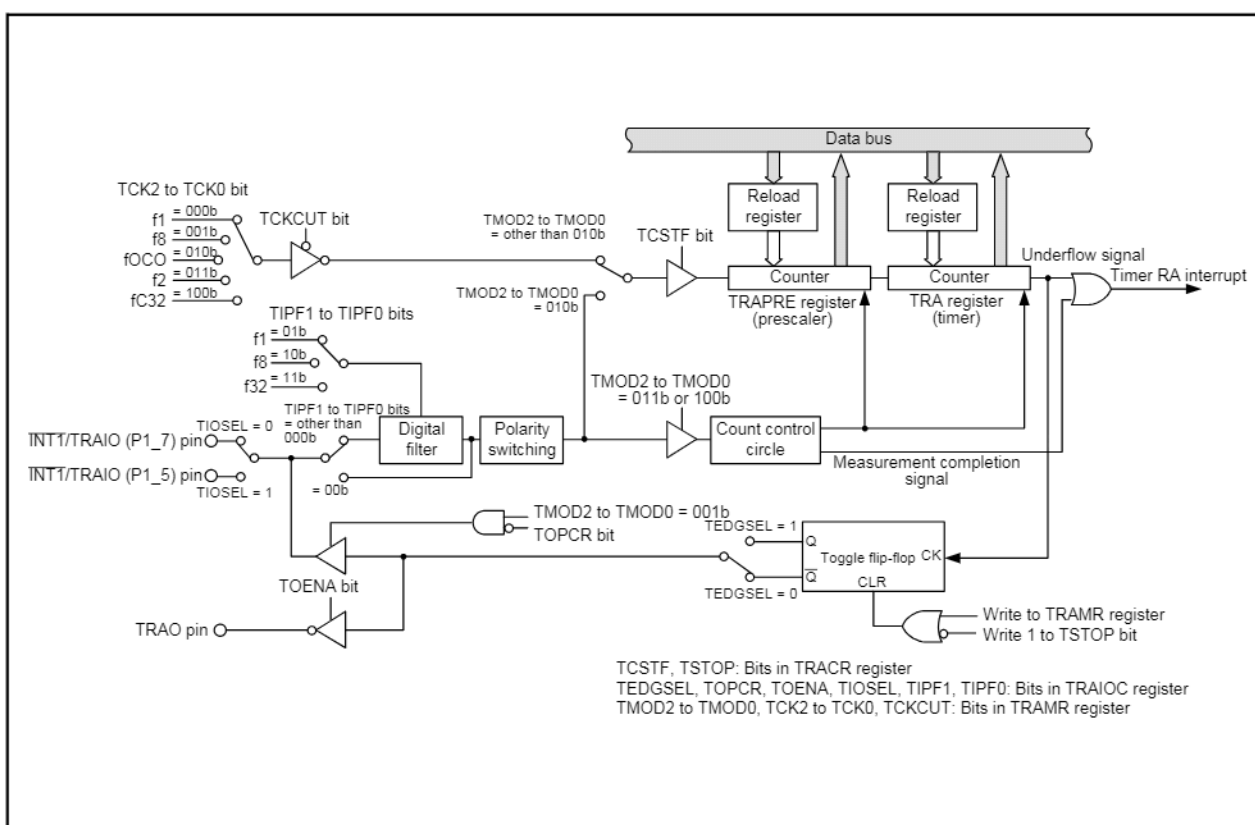 Data bus
TCK2 to TCK0 bit
f1 = 000b
f8 = 001b
fOCO = 010b
f2 = 011b
fC32 = 100b
TCKCUT bit
TMOD2 to TMOD0
= other than 010b
TMOD2 to TMOD0
= 010b
TCSTF bit
Reload
register
Reload
register
Counter
Counter
TRAPRE register
(prescaler)
TRA register
(timer)
Underflow signal
Timer RA interrupt
TIPF1 to TIPF0 bits
f1 = 01b
f8 = 10b
f32 = 11b
TMOD2 to TMOD0
= 011b or 100b
TIOSEL = 0
INT1/TRAIO (P1_7) pin
INT1/TRAIO (P1_5) pin
TIOSEL = 1
TIPF1 to TIPF0 bits
= other than
000b
= 00b
Digital
filter
Polarity
switching
Count control
circle
Measurement completion
signal
TMOD2 to TMOD0 = 001b
TOPCR bit
TOENA bit
TRAO pin
TEDGSEL = 1
TEDGSEL = 0
Q
Toggle flip-flop
CK
Q
CLR
Write to TRAMR register
Write 1 to TSTOP bit
TCSTF, TSTOP: Bits in TRACR register
TEDGSEL, TOPCR, TOENA, TIOSEL, TIPF1, TIPF0: Bits in TRAIOC register
TMOD2 to TMOD0, TCK2 to TCK0, TCKCUT: Bits in TRAMR register